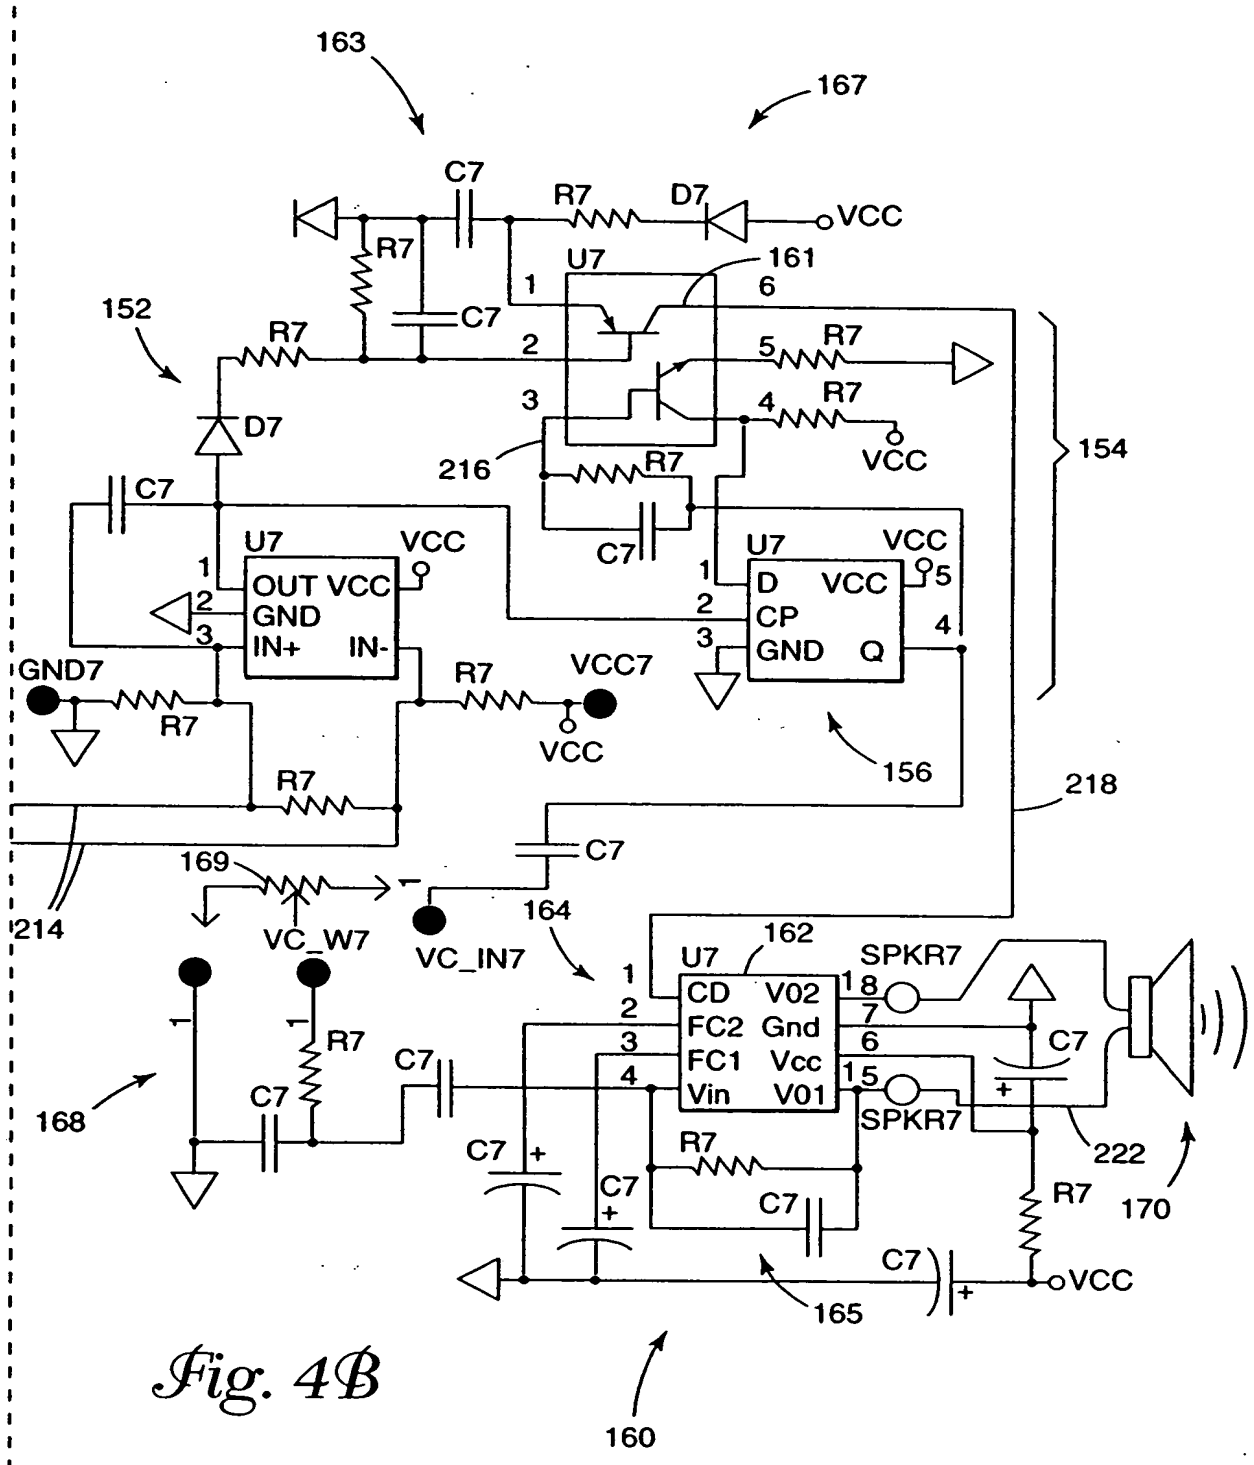 163
167
C7
R7
D7
VCC
R7
U7
161
1
6
152
R7
C7
2
5
R7
3
4
R7
D7
216
R7
VCC
154
C7
C7
U7
VCC
U7
VCC
1
OUT
VCC
1
D
VCC
5
2
GND
2
CP
4
3
IN+
IN-
3
GND
Q
GND7
R7
VCC7
R7
VCC
156
R7
218
C7
169
1
164
214
VC_W7
VC_IN7
162
SPKR7
U7
1
CD
V02
1
8
2
FC2
Gnd
7
1
1
R7
C7
3
FC1
Vcc
6
C7
4
Vin
V01
1
5
+
168
C7
SPKR7
C7
+
R7
222
C7
+
C7
R7
170
C7
+
VCC
165
Fig. 4B
160